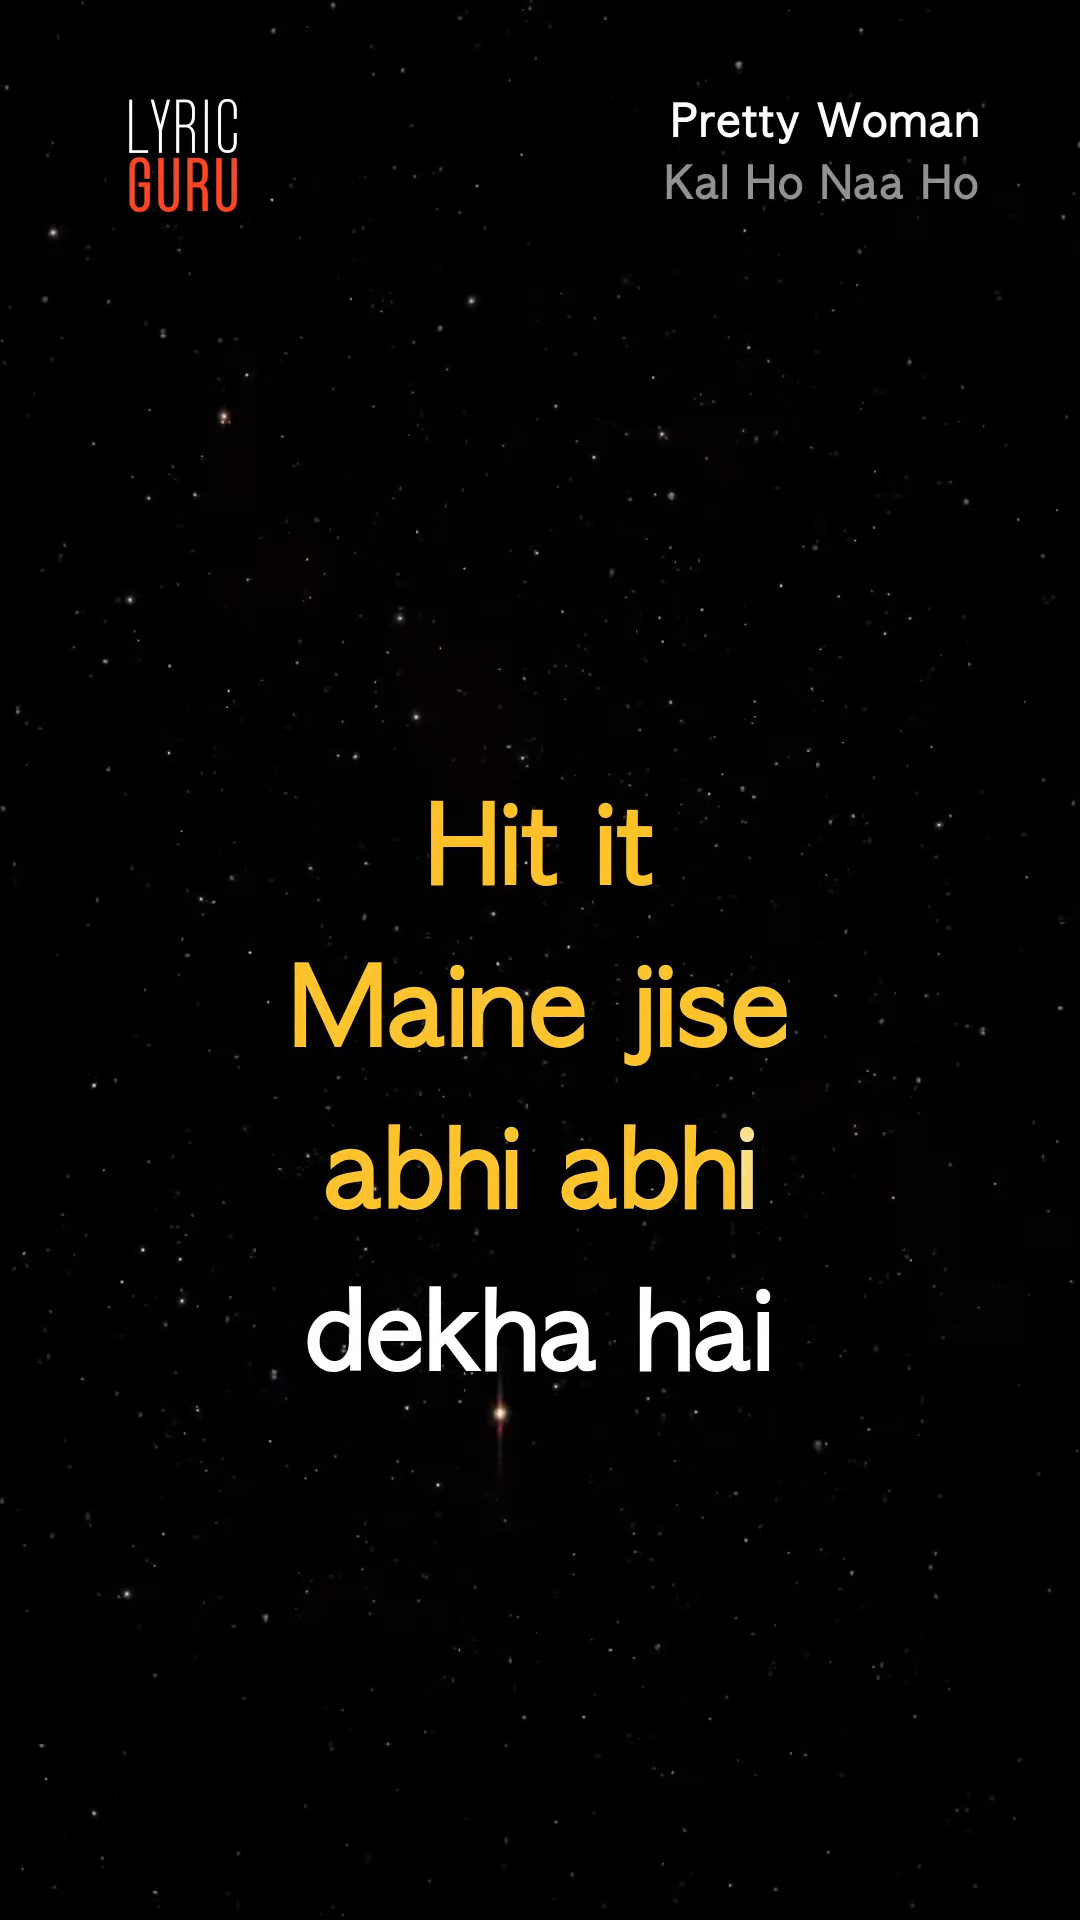 LYRIC
GURU
Pretty Woman
Kal Ho Naa Ho
Hit it
Maine jise
abhi abhi
dekha hai